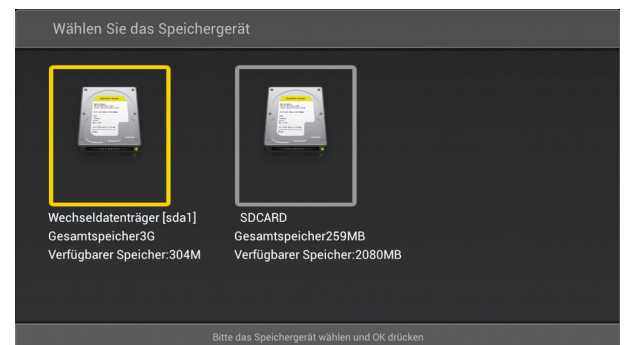 Wählen Sie das Speichergerät
Wechseldatenträger [sda1]
Gesamtspeicher3G
Verfügbarer Speicher:304M
SDCARD
Gesamtspeicher259MB
Verfügbarer Speicher:2080MB
Bitte das Speichergerät wählen und OK drücken